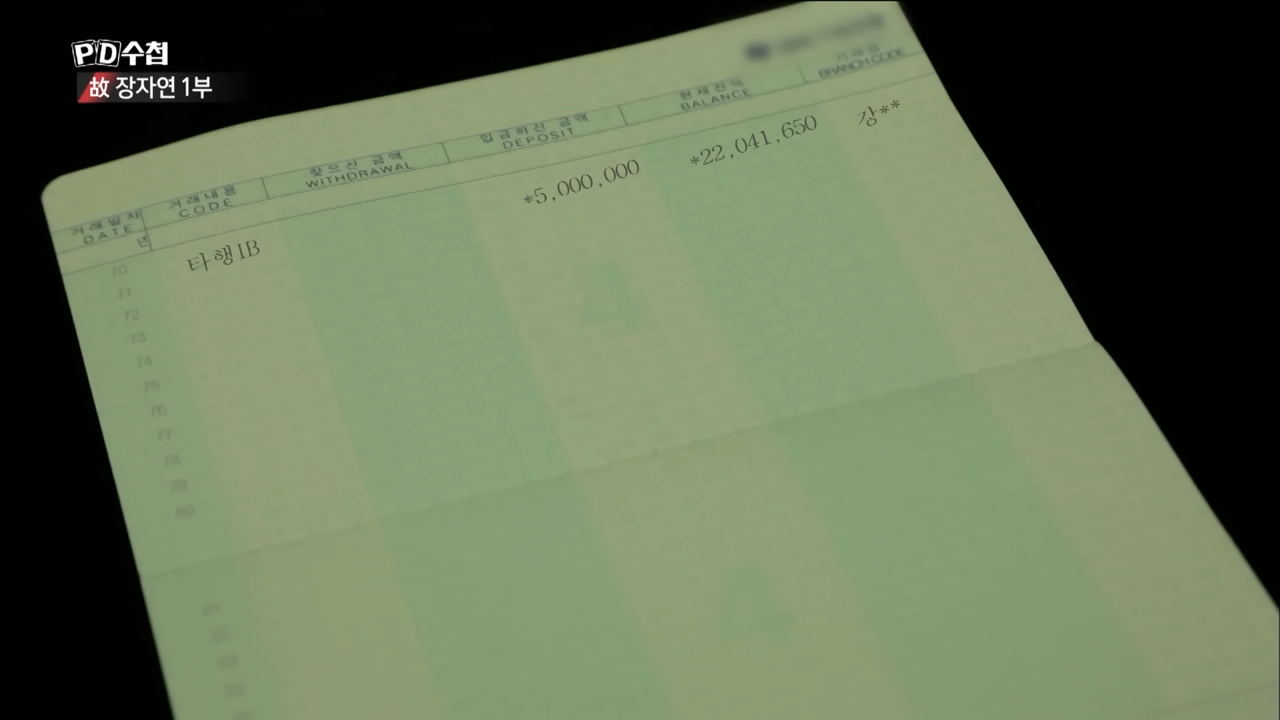 PD수첩
故 장자연 1부
거래일자 거래내용 찾으신 금액 입금하신 금액 현재잔액 거래점
DATE CODE WITHDRAWAL DEPOSIT BALANCE BRANCH CODE
년
타행IB *5,000,000 *22,041,650 강**
70
71
72
73
74
75
76
77
78
79
80
4
4